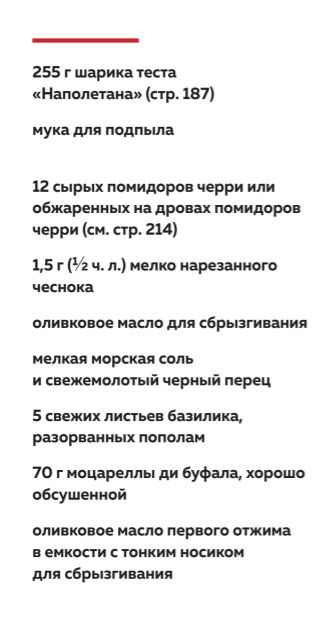 255 г шарика теста
«Наполетана» (стр. 187)
мука для подпыла
12 сырых помидоров черри или
обжаренных на дровах помидоров
черри (см. стр. 214)
1,5 г (½ ч. л.) мелко нарезанного
чеснока
оливковое масло для сбрызгивания
мелкая морская соль
и свежемолотый черный перец
5 свежих листьев базилика,
разорванных пополам
70 г моцареллы ди буфала, хорошо
обсушенной
оливковое масло первого отжима
в емкости с тонким носиком
для сбрызгивания